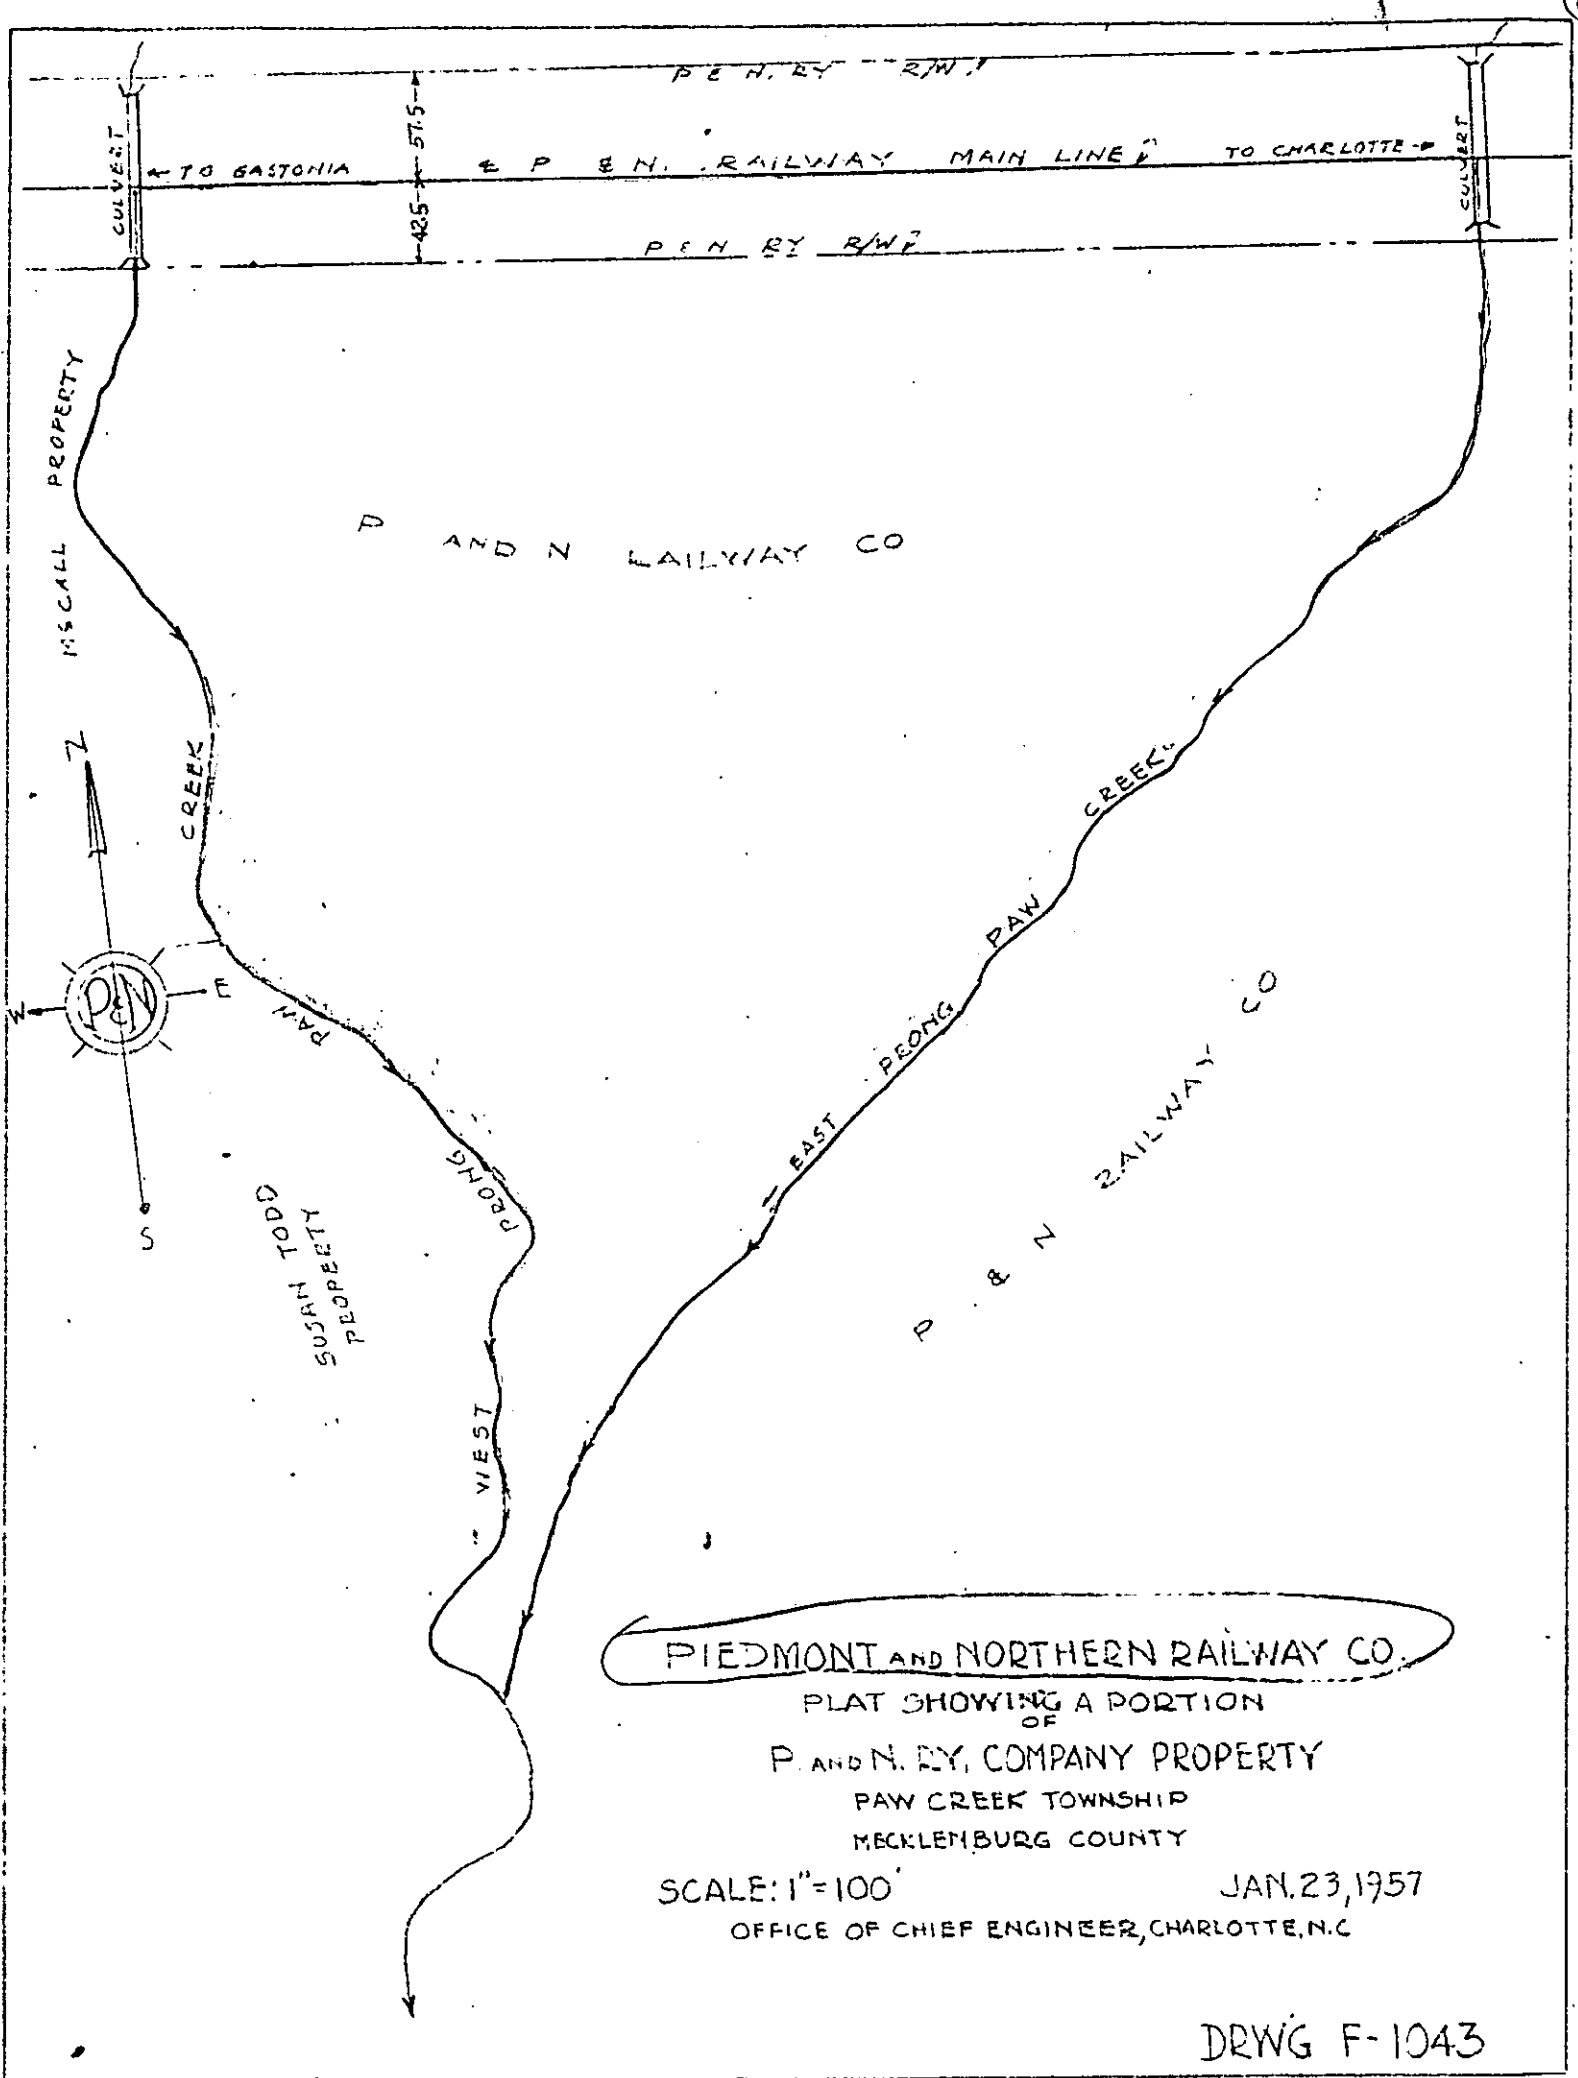 P & N. RY R/W
57.5
CULVERT
CULVERT
← TO GASTONIA
℄ P & N. RAILWAY MAIN LINE
TO CHARLOTTE →
42.5
P & N RY R/W
McCALL PROPERTY
P AND N RAILWAY CO
N
W
P&N
E
S
"WEST PRONG PAW CREEK
"EAST PRONG PAW CREEK"
SUSAN TODD
PROPERTY
P & N RAILWAY CO
PIEDMONT AND NORTHERN RAILWAY CO.
PLAT SHOWING A PORTION
OF
P. AND N. RY. COMPANY PROPERTY
PAW CREEK TOWNSHIP
MECKLENBURG COUNTY
SCALE: 1"=100'
JAN. 23, 1957
OFFICE OF CHIEF ENGINEER, CHARLOTTE, N.C
DRWG F-1043